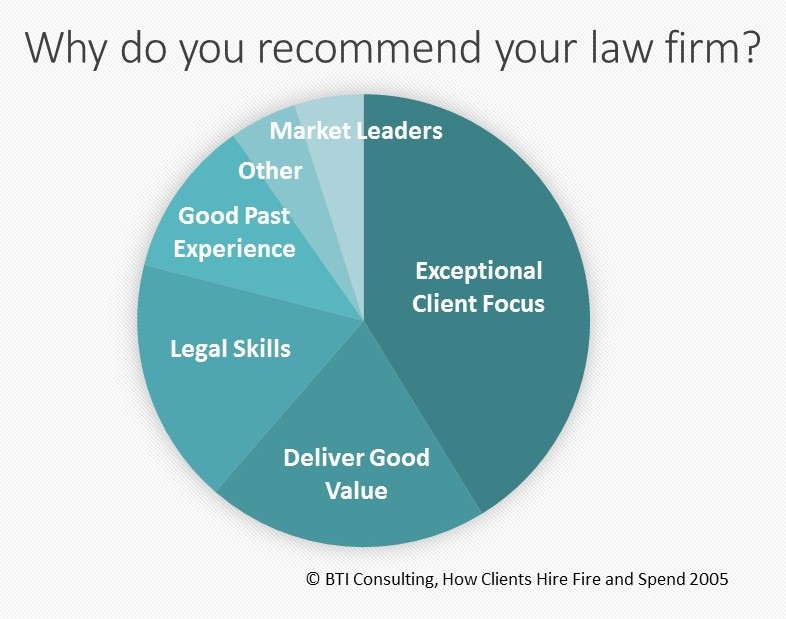 Why do you recommend your law firm?
Market Leaders
Other
Good Past
Experience
Exceptional
Client Focus
Legal Skills
Deliver Good
Value
© BTI Consulting, How Clients Hire Fire and Spend 2005